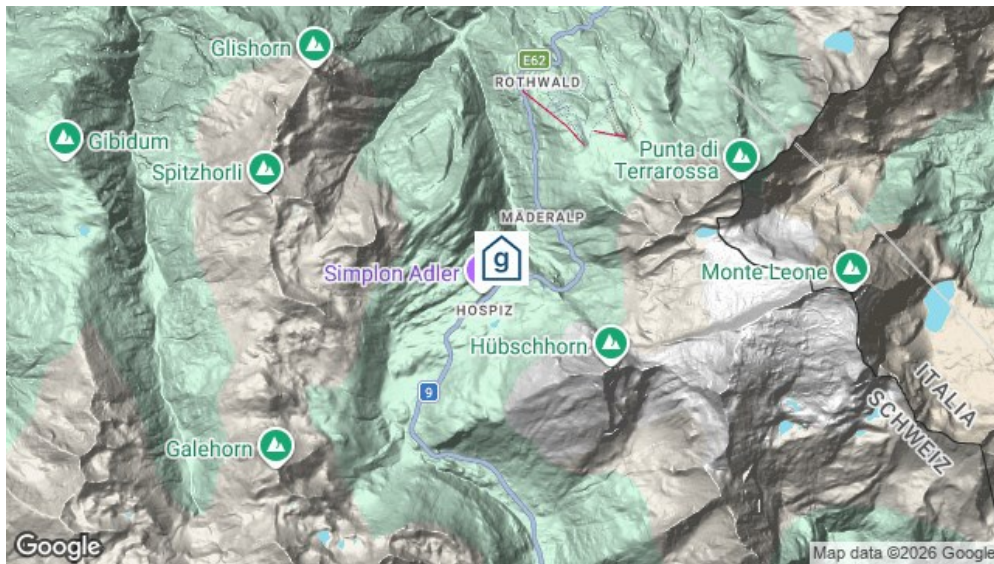 Glishorn
E62
ROTHWALD
Gibidum
Spitzhorli
Punta di
Terrarossa
MÄDERALP
Simplon Adler
g
Monte Leone
HOSPIZ
Hübschhorn
9
ITALIA
SCHWEIZ
Galehorn
Google
Map data ©2026 Google